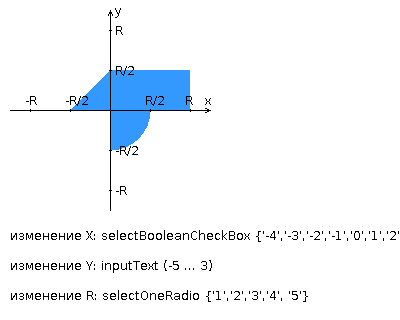 y
R
R/2
-R -R/2 R/2 R x
-R/2
-R
изменение X: selectBooleanCheckBox {'-4','-3','-2','-1','0','1','2'
изменение Y: inputText (-5 ... 3)
изменение R: selectOneRadio {'1','2','3','4', '5'}